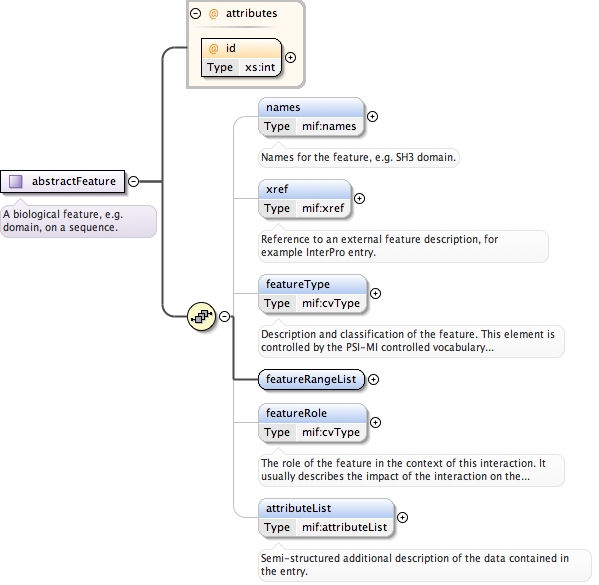 @ attributes
@ id
Type xs:int
names
Type mif:names
Names for the feature, e.g. SH3 domain.
abstractFeature
A biological feature, e.g.
domain, on a sequence.
xref
Type mif:xref
Reference to an external feature description, for
example InterPro entry.
featureType
Type mif:cvType
Description and classification of the feature. This element is
controlled by the PSI-MI controlled vocabulary...
featureRangeList
featureRole
Type mif:cvType
The role of the feature in the context of this interaction. It
usually describes the impact of the interaction on the...
attributeList
Type mif:attributeList
Semi-structured additional description of the data contained in
the entry.